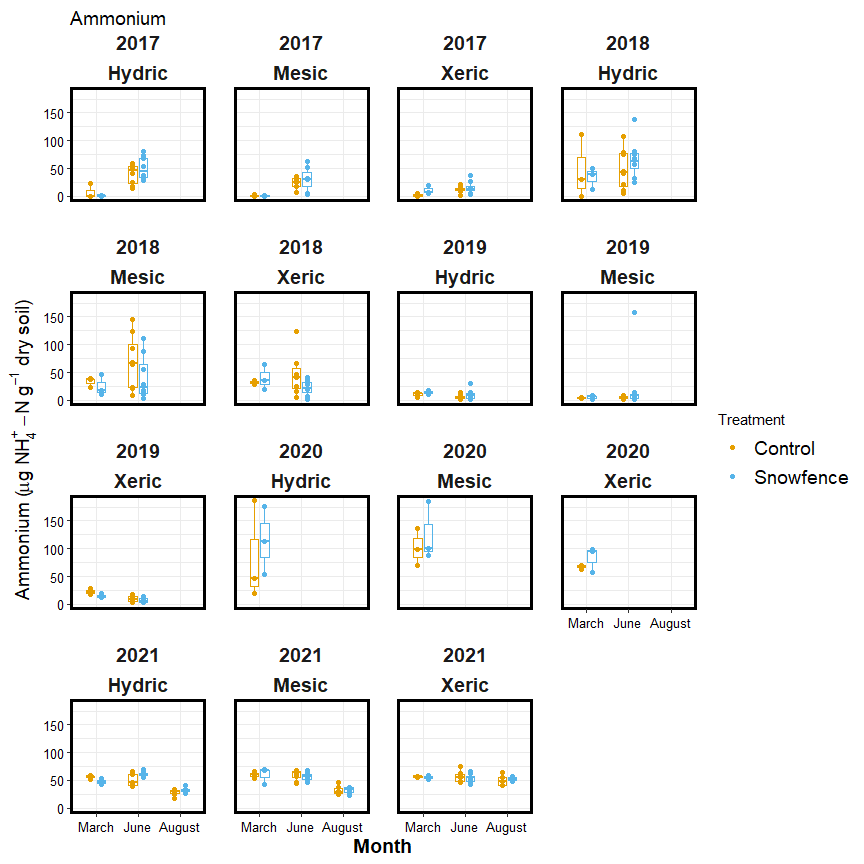 Ammonium
2017 2017 2017 2018
Hydric Mesic Xeric Hydric
150
100
50
0
2018 2018 2019 2019
Mesic Xeric Hydric Mesic
150
100
50
0
2019 2020 2020 2020
Xeric Hydric Mesic Xeric
150
100
50
0
March June August
2021 2021 2021
Hydric Mesic Xeric
150
100
50
0
March June August March June August March June August
Month
Ammonium (μg NH₄⁺−N g⁻¹ dry soil)
Treatment
Control
Snowfence